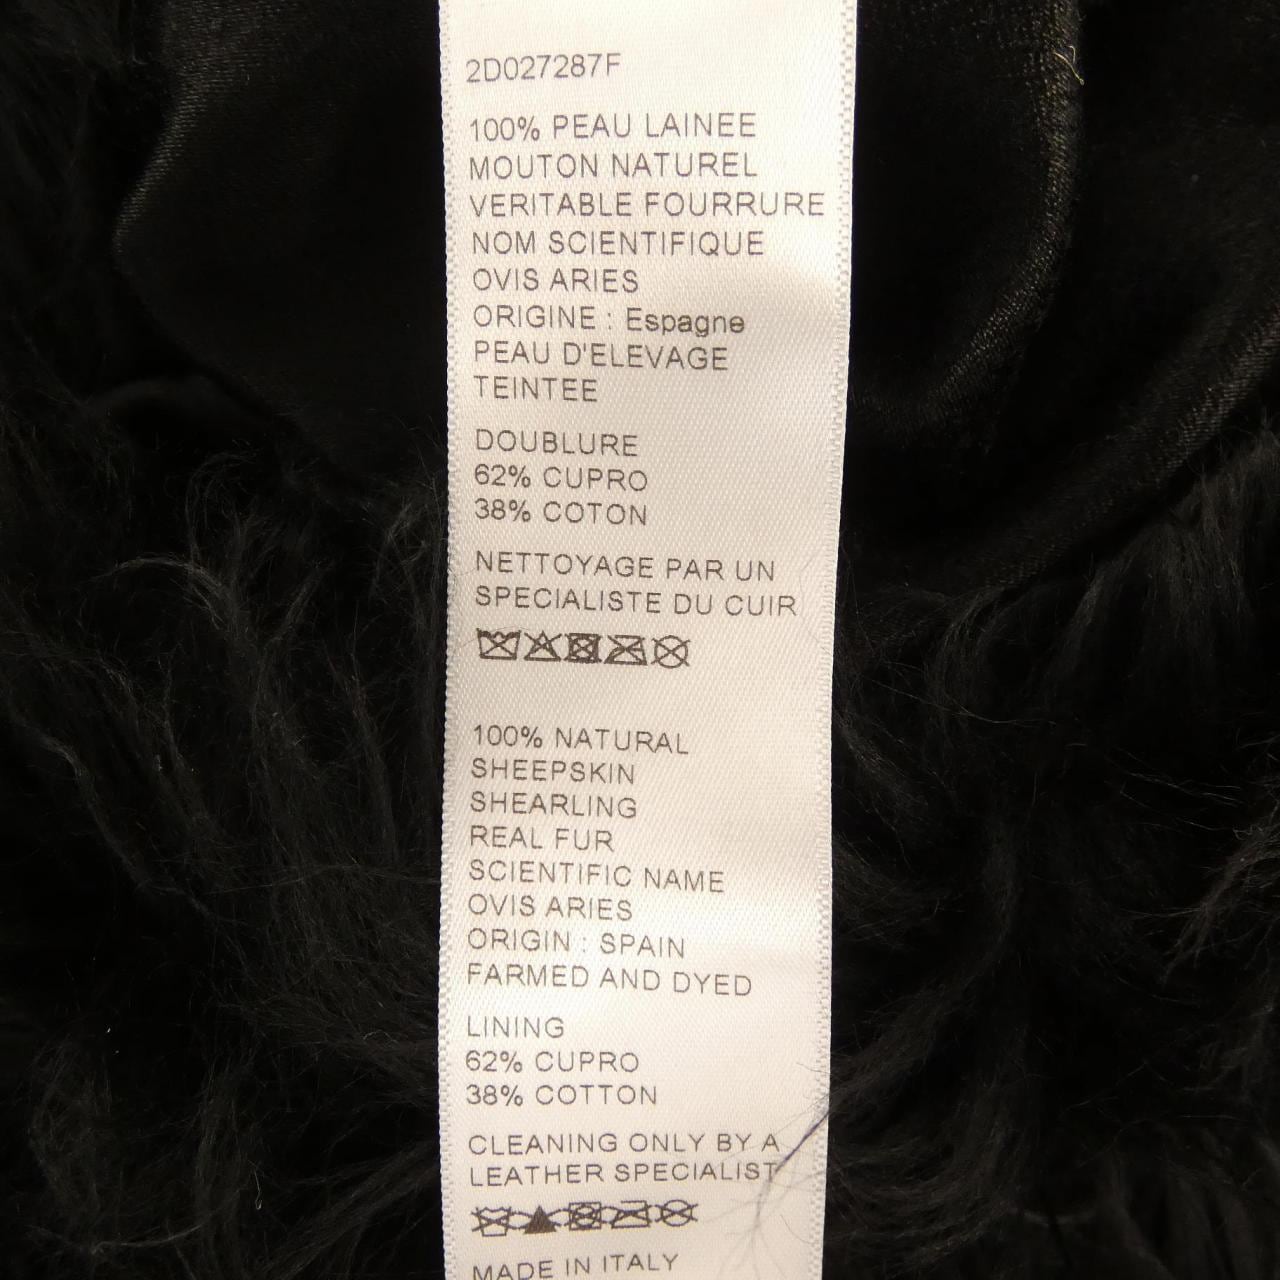 2D027287F
100% PEAU LAINEE
MOUTON NATUREL
VERITABLE FOURRURE
NOM SCIENTIFIQUE
OVIS ARIES
ORIGINE : Espagne
PEAU D'ELEVAGE
TEINTEE
DOUBLURE
62% CUPRO
38% COTON
NETTOYAGE PAR UN
SPECIALISTE DU CUIR
100% NATURAL
SHEEPSKIN
SHEARLING
REAL FUR
SCIENTIFIC NAME
OVIS ARIES
ORIGIN : SPAIN
FARMED AND DYED
LINING
62% CUPRO
38% COTTON
CLEANING ONLY BY A
LEATHER SPECIALIST
MADE IN ITALY